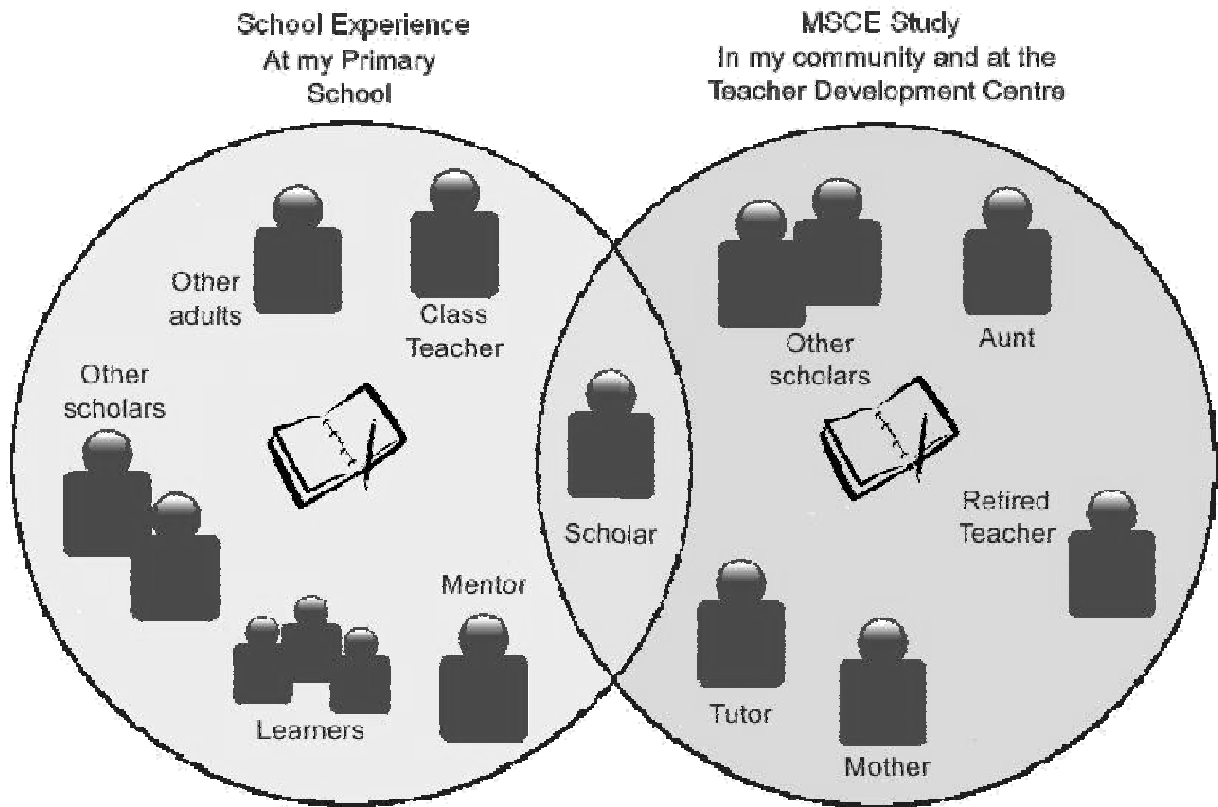 School Experience
At my Primary
School
MSCE Study
In my community and at the
Teacher Development Centre
Other
adults
Class
Teacher
Other
scholars
Learners
Mentor
Scholar
Other
scholars
Aunt
Retired
Teacher
Tutor
Mother